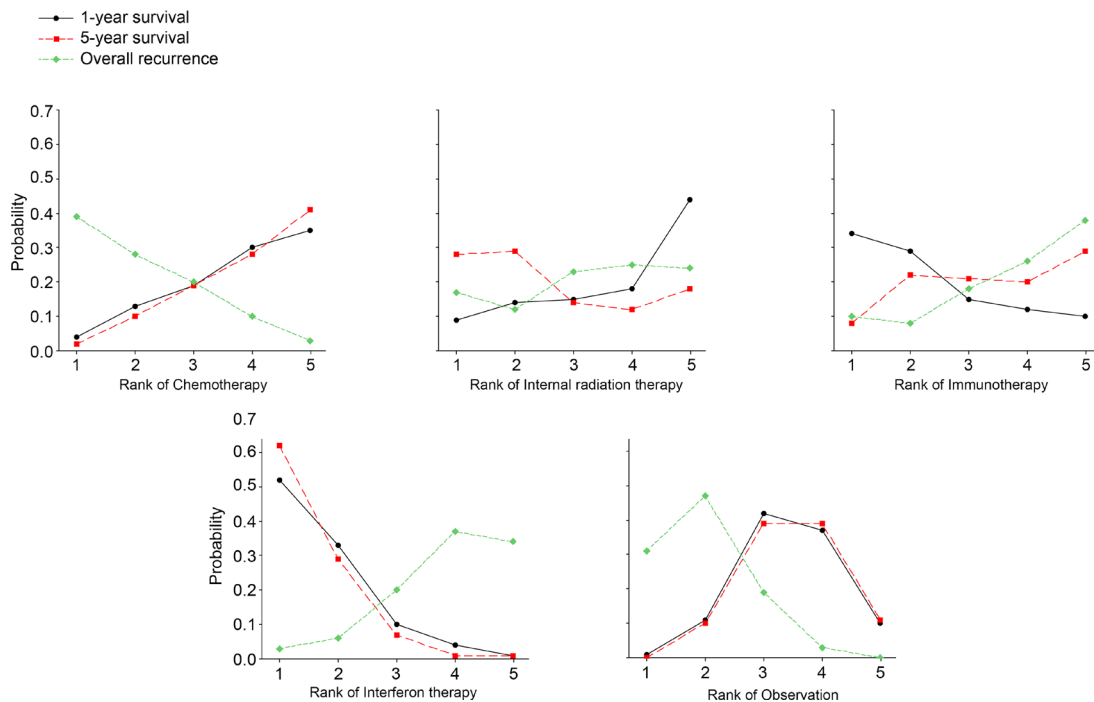 1-year survival
5-year survival
Overall recurrence
0.7
0.6
0.5
0.4
0.3
0.2
0.1
0.0
Probability
1 2 3 4 5
Rank of Chemotherapy
1 2 3 4 5
Rank of Internal radiation therapy
1 2 3 4 5
Rank of Immunotherapy
0.7
0.6
0.5
0.4
0.3
0.2
0.1
0.0
Probability
1 2 3 4 5
Rank of Interferon therapy
1 2 3 4 5
Rank of Observation